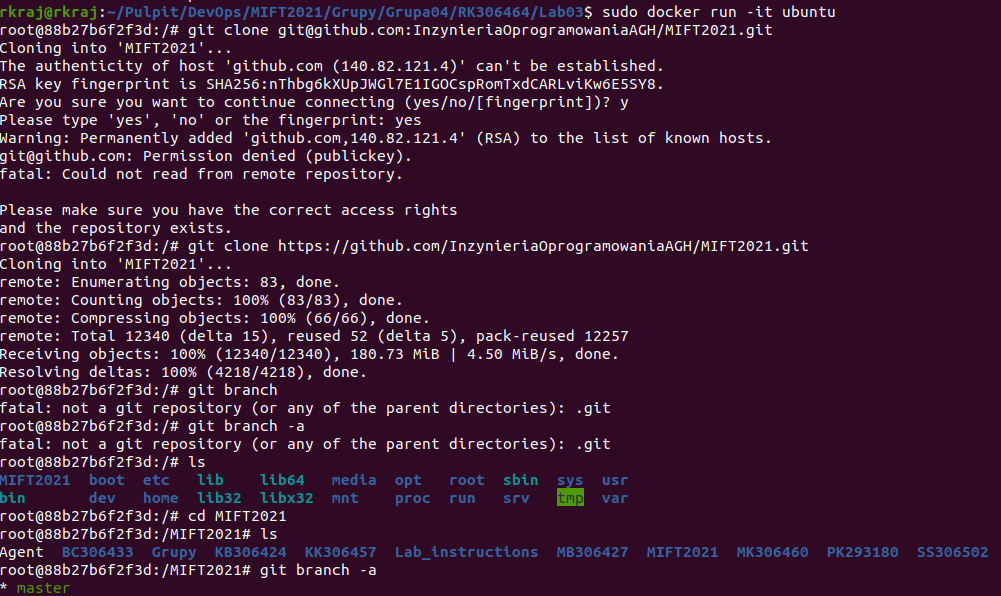 rkraj@rkraj:~/Pulpit/DevOps/MIFT2021/Grupy/Grupa04/RK306464/Lab03$ sudo docker run -it ubuntu
root@88b27b6f2f3d:/# git clone git@github.com:InzynieriaOprogramowaniaAGH/MIFT2021.git
Cloning into 'MIFT2021'...
The authenticity of host 'github.com (140.82.121.4)' can't be established.
RSA key fingerprint is SHA256:nThbg6kXUpJWGl7E1IGOCspRomTxdCARLviKw6E5SY8.
Are you sure you want to continue connecting (yes/no/[fingerprint])? y
Please type 'yes', 'no' or the fingerprint: yes
Warning: Permanently added 'github.com,140.82.121.4' (RSA) to the list of known hosts.
git@github.com: Permission denied (publickey).
fatal: Could not read from remote repository.

Please make sure you have the correct access rights
and the repository exists.
root@88b27b6f2f3d:/# git clone https://github.com/InzynieriaOprogramowaniaAGH/MIFT2021.git
Cloning into 'MIFT2021'...
remote: Enumerating objects: 83, done.
remote: Counting objects: 100% (83/83), done.
remote: Compressing objects: 100% (66/66), done.
remote: Total 12340 (delta 15), reused 52 (delta 5), pack-reused 12257
Receiving objects: 100% (12340/12340), 180.73 MiB | 4.50 MiB/s, done.
Resolving deltas: 100% (4218/4218), done.
root@88b27b6f2f3d:/# git branch
fatal: not a git repository (or any of the parent directories): .git
root@88b27b6f2f3d:/# git branch -a
fatal: not a git repository (or any of the parent directories): .git
root@88b27b6f2f3d:/# ls
MIFT2021  boot  etc   lib    lib64   media  opt   root  sbin  sys  usr
bin       dev   home  lib32  libx32  mnt    proc  run   srv   tmp  var
root@88b27b6f2f3d:/# cd MIFT2021
root@88b27b6f2f3d:/MIFT2021# ls
Agent  BC306433  Grupy  KB306424  KK306457  Lab_instructions  MB306427  MIFT2021  MK306460  PK293180  SS306502
root@88b27b6f2f3d:/MIFT2021# git branch -a
* master